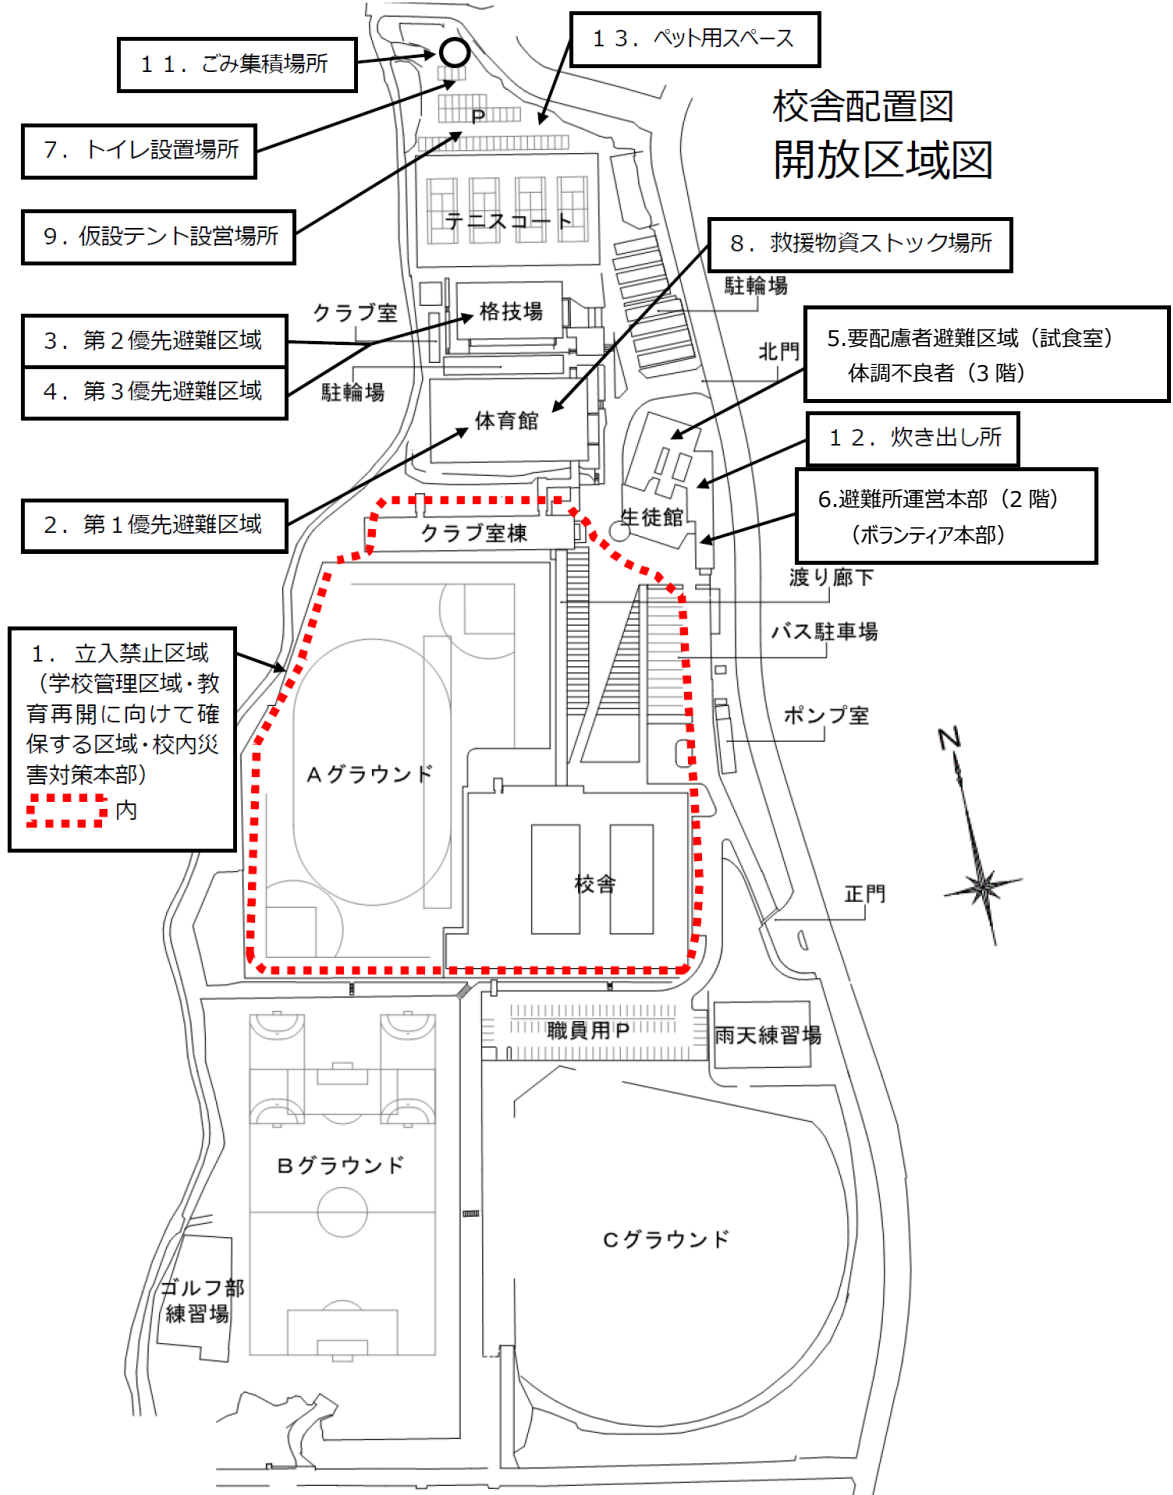 １３．ペット用スペース
１１．ごみ集積場所
校舎配置図
開放区域図
P
７．トイレ設置場所
９．仮設テント設営場所
テニスコート
８．救援物資ストック場所
駐輪場
クラブ室
格技場
３．第２優先避難区域
４．第３優先避難区域
北門
5.要配慮者避難区域（試食室）
体調不良者（3 階）
駐輪場
体育館
１２．炊き出し所
２．第１優先避難区域
クラブ室棟
生徒館
6.避難所運営本部（2 階）
（ボランティア本部）
渡り廊下
バス駐車場
１．立入禁止区域
（学校管理区域・教
育再開に向けて確
保する区域・校内災
害対策本部）
内
ポンプ室
N
Aグラウンド
校舎
正門
職員用P
雨天練習場
Bグラウンド
Cグラウンド
ゴルフ部
練習場